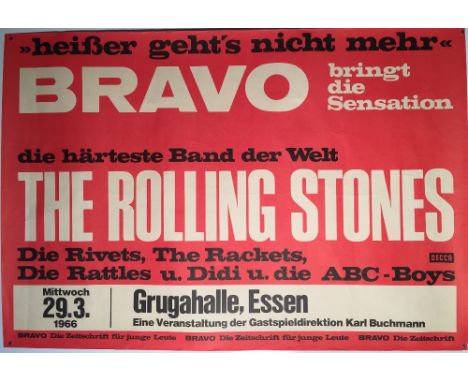 »heißer geht's nicht mehr«
BRAVO bringt
die
Sensation
die härteste Band der Welt
THE ROLLING STONES
Die Rivets, The Rackets,
DECCA
Die Rattles u. Didi u. die ABC-Boys
Mittwoch
29.3.
1966
Grugahalle, Essen
Eine Veranstaltung der Gastspieldirektion Karl Buchmann
BRAVO Die Zeitschrift für junge Leute BRAVO Die Zeitschrift für junge Leute BRAVO Die Zeitschrift